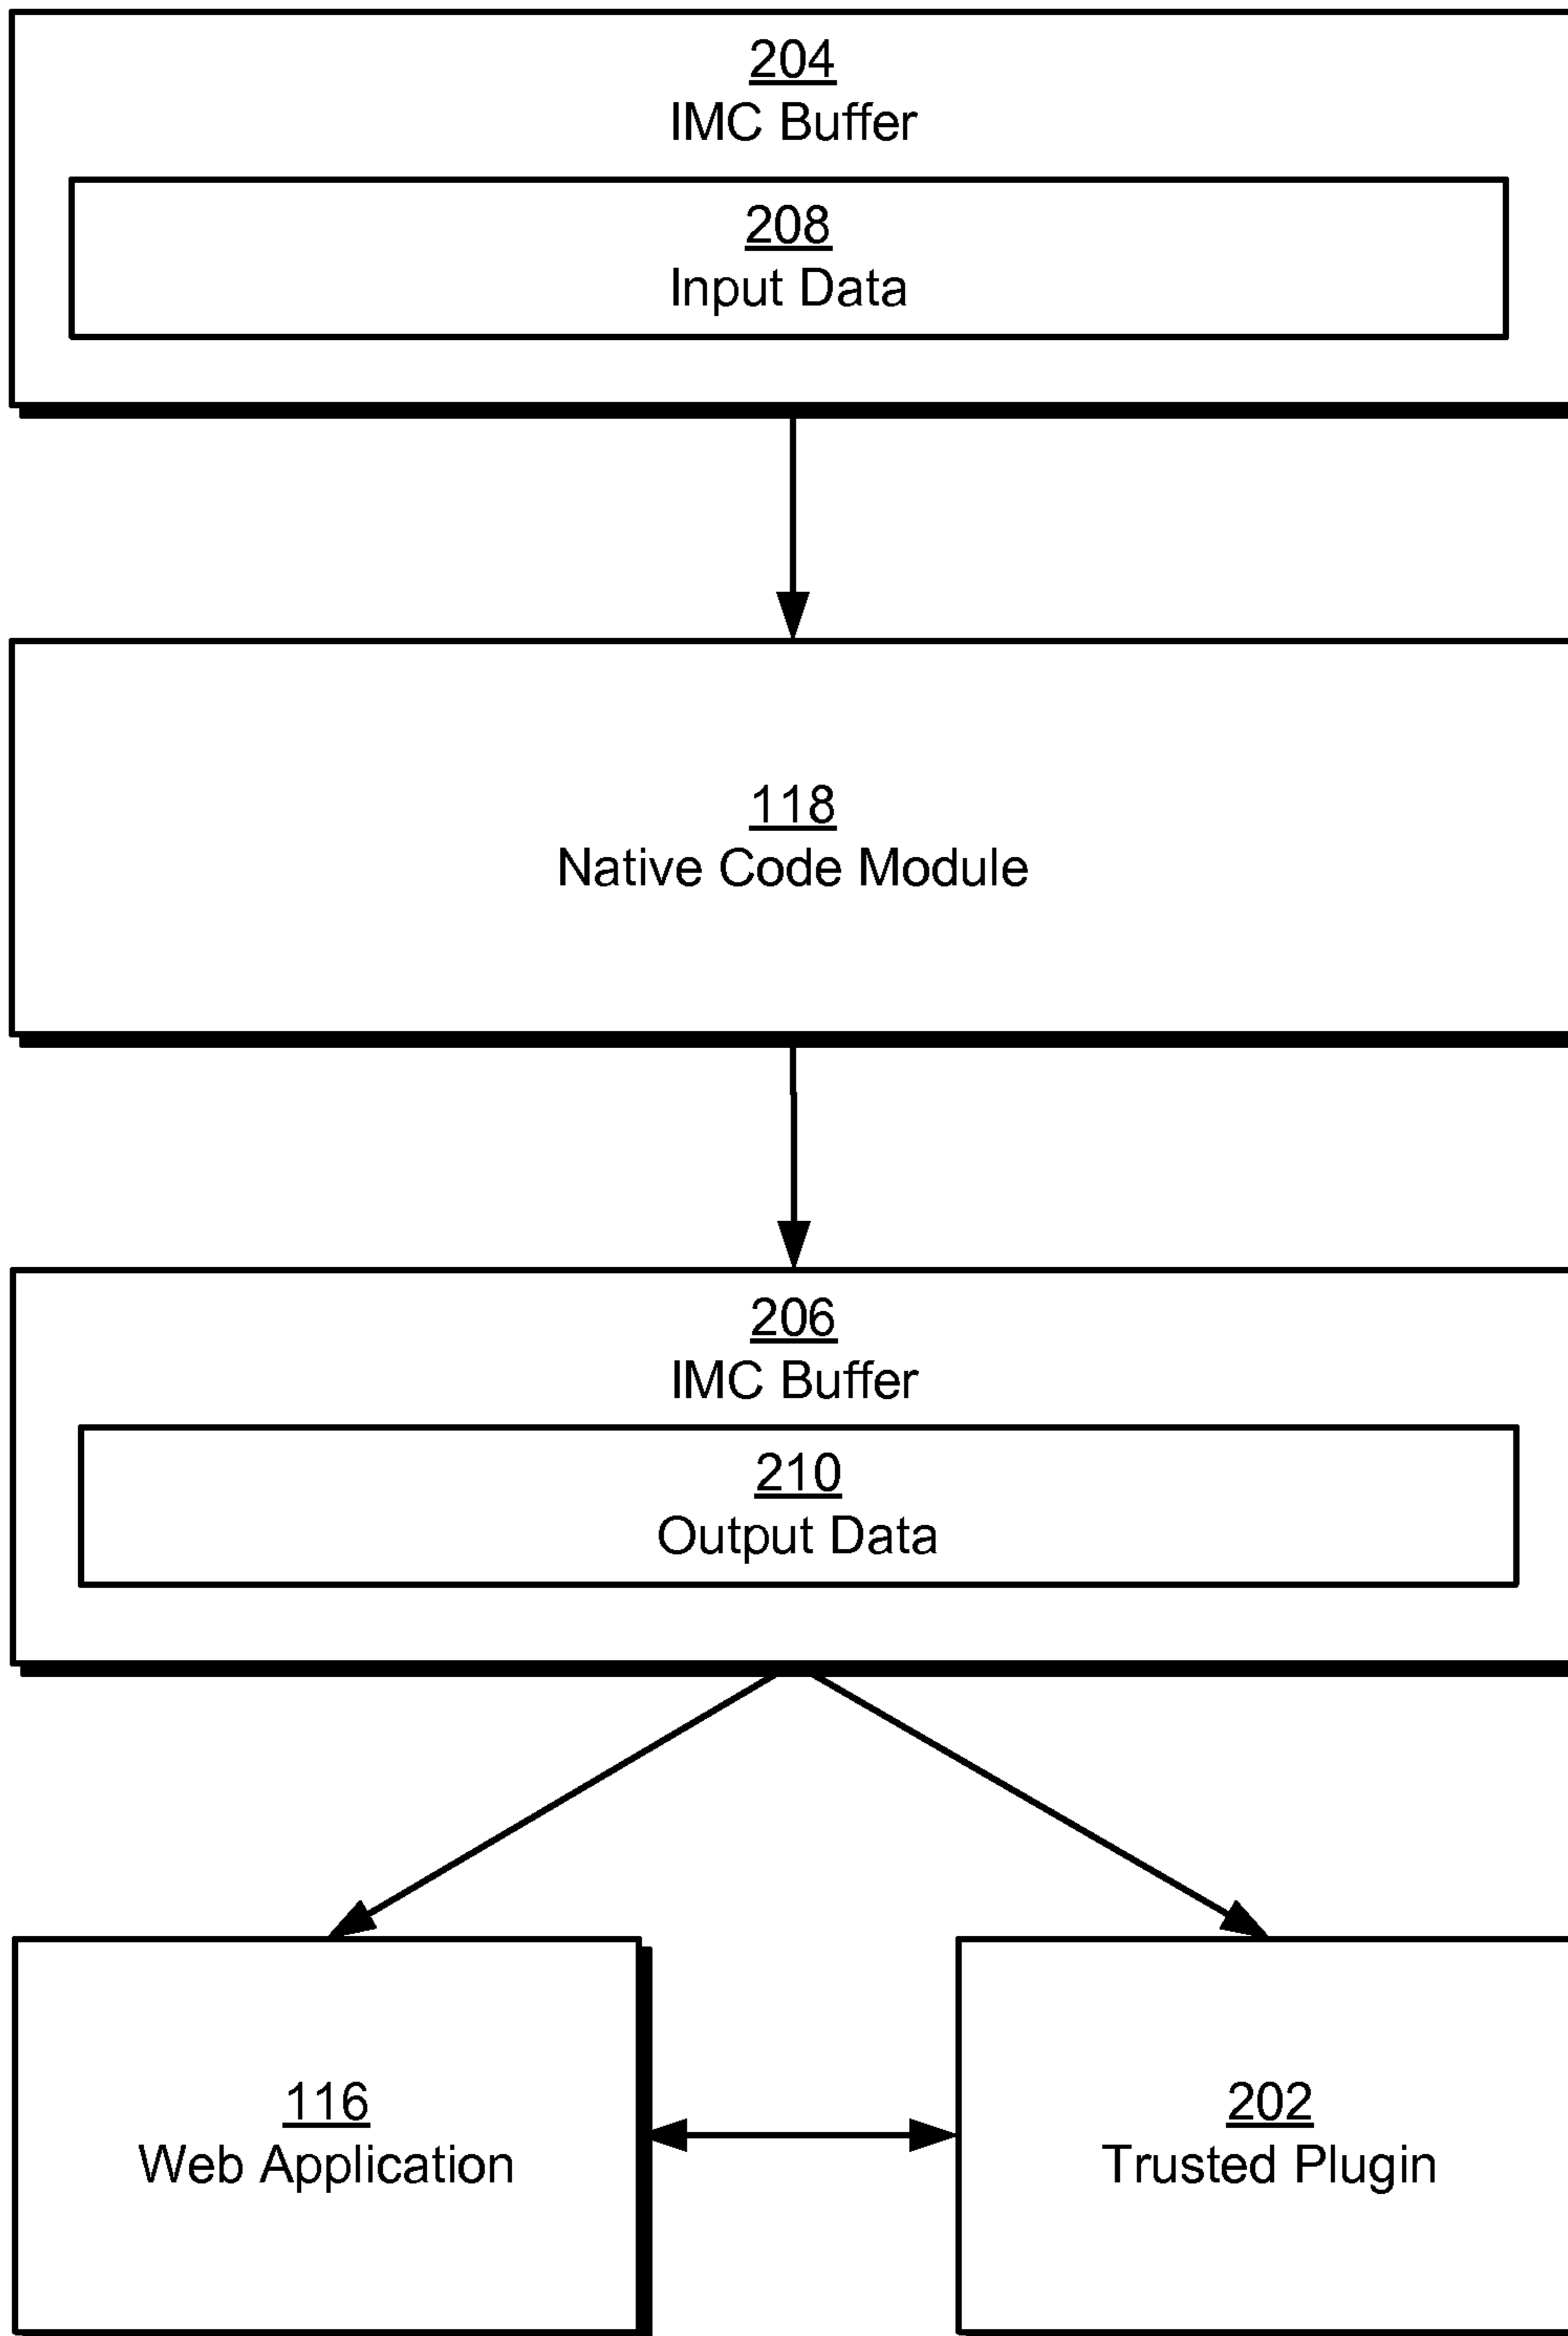 204
IMC Buffer
208
Input Data
118
Native Code Module
206
IMC Buffer
210
Output Data
116
Web Application
202
Trusted Plugin